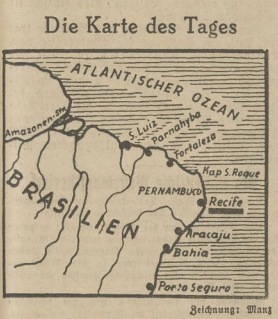 Die Karte des Tages
ATLANTISCHER OZEAN
Amazonen-Str.
S. Luiz
Parnahyba
Fortaleza
Kap S. Roque
PERNAMBUCO
Recife
BRASILIEN
Aracaju
Bahia
Porto Seguro
Zeichnung: Manz